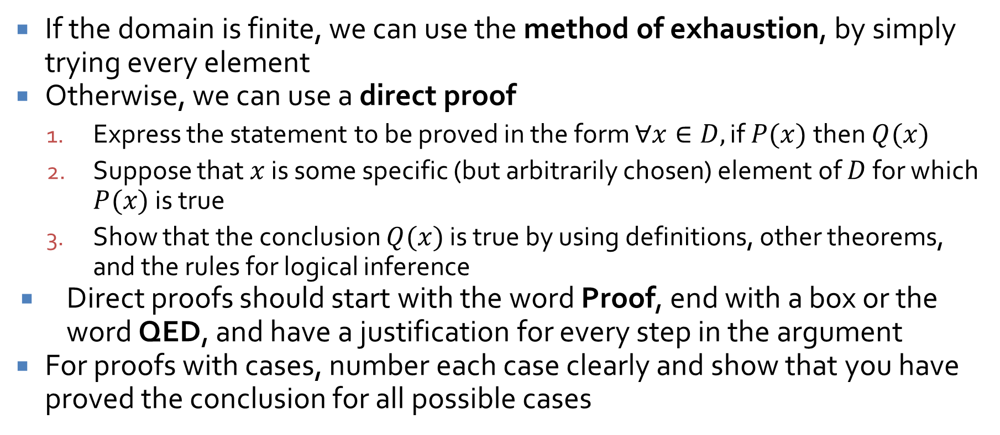 ▪ If the domain is finite, we can use the method of exhaustion, by simply
trying every element
▪ Otherwise, we can use a direct proof
1. Express the statement to be proved in the form ∀𝑥 ∈ 𝐷, if 𝑃(𝑥) then 𝑄(𝑥)
2. Suppose that 𝑥 is some specific (but arbitrarily chosen) element of 𝐷 for which
𝑃(𝑥) is true
3. Show that the conclusion 𝑄(𝑥) is true by using definitions, other theorems,
and the rules for logical inference
▪ Direct proofs should start with the word Proof, end with a box or the
word QED, and have a justification for every step in the argument
▪ For proofs with cases, number each case clearly and show that you have
proved the conclusion for all possible cases